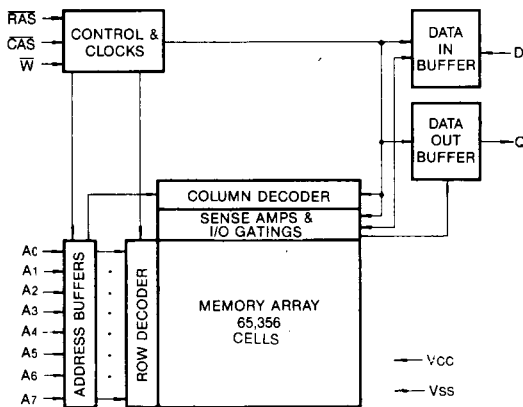 RAS
CAS
W
CONTROL &
CLOCKS
DATA
IN
BUFFER
D
DATA
OUT
BUFFER
Q
COLUMN DECODER
SENSE AMPS &
I/O GATINGS
A0
A1
A2
A3
A4
A5
A6
A7
ADDRESS BUFFERS
ROW DECODER
MEMORY ARRAY
65,356
CELLS
VCC
VSS